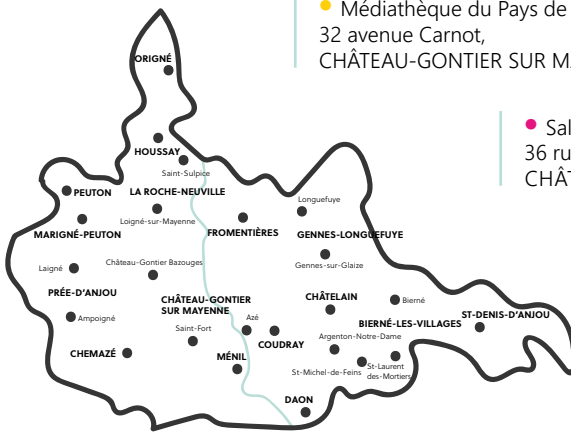 • Médiathèque du Pays de
32 avenue Carnot,
CHÂTEAU-GONTIER SUR
• Sal
36 ru
CHÂT
ORIGNÉ
HOUSSAY
Saint-Sulpice
PEUTON
LA ROCHE-NEUVILLE
Longuefuye
Loigné-sur-Mayenne
MARIGNÉ-PEUTON
FROMENTIÈRES
GENNES-LONGUEFUYE
Laigné
Château-Gontier Bazouges
Gennes-sur-Glaize
PRÉE-D'ANJOU
CHÂTEAU-GONTIER
SUR MAYENNE
CHÂTELAIN
Bierné
Ampoigné
Saint-Fort
Azé
BIERNÉ-LES-VILLAGES
ST-DENIS-D'ANJOU
CHEMAZÉ
MÉNIL
COUDRAY
Argenton-Notre-Dame
St-Michel-de-Feins
St-Laurent
des-Mortiers
DAON